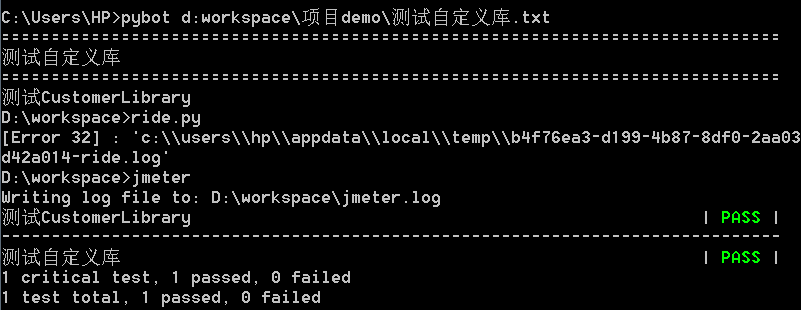 C:\Users\HP>pybot d:workspace\项目demo\测试自定义库.txt
------------------------------------------------------------------------------
测试自定义库
------------------------------------------------------------------------------
测试CustomerLibrary
D:\workspace>ride.py
[Error 32] : 'c:\\users\\hp\\appdata\\local\\temp\\b4f76ea3-d199-4b87-8df0-2aa03
d42a014-ride.log'
D:\workspace>jmeter
Writing log file to: D:\workspace\jmeter.log
测试CustomerLibrary | PASS |
------------------------------------------------------------------------------
测试自定义库 | PASS |
1 critical test, 1 passed, 0 failed
1 test total, 1 passed, 0 failed